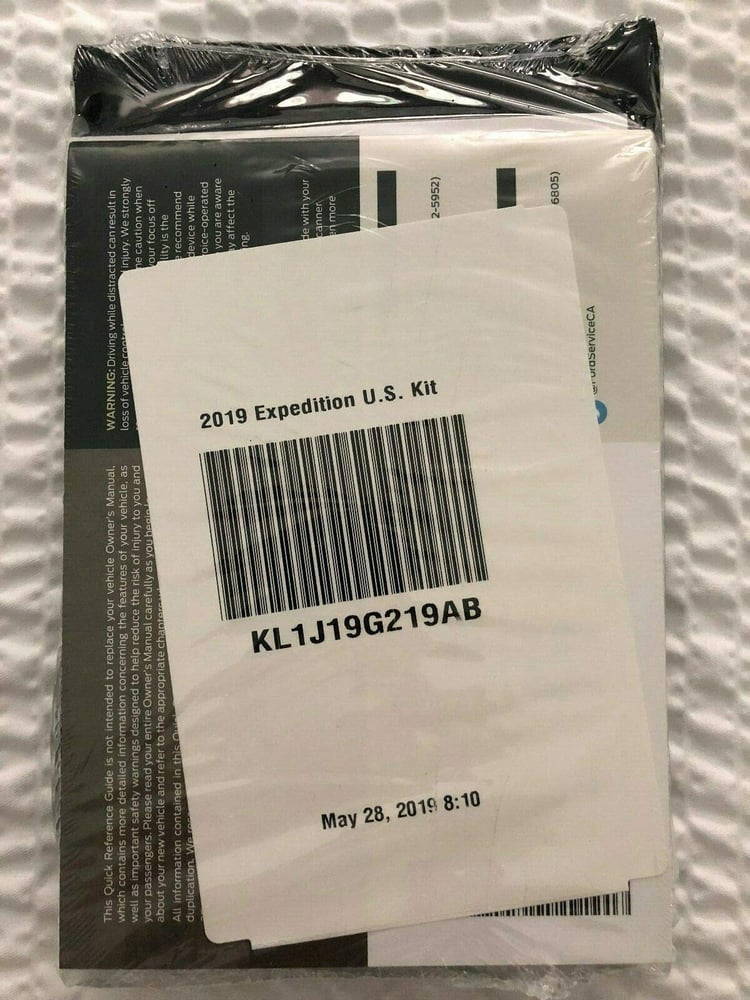 2019 Expedition U.S. Kit
KL1J19G219AB
May 28, 2019 8:10
WARNING: Driving while distracted can result in
loss of vehicle control, injury. We strongly
caution when
your focus off
is the
recommend
device while
voice-operated
you are aware
affect the
with your
more
2-5952)
6805)
@FordServiceCA
This Quick Reference Guide is not intended to replace your vehicle Owner's Manual,
which contains more detailed information concerning the features of your vehicle, as
well as important safety warnings designed to help reduce the risk of injury to you and
your passengers. Please read your entire Owner's Manual carefully as you begin
about your new vehicle and refer to the appropriate chapters
All information contained in this
duplication. We